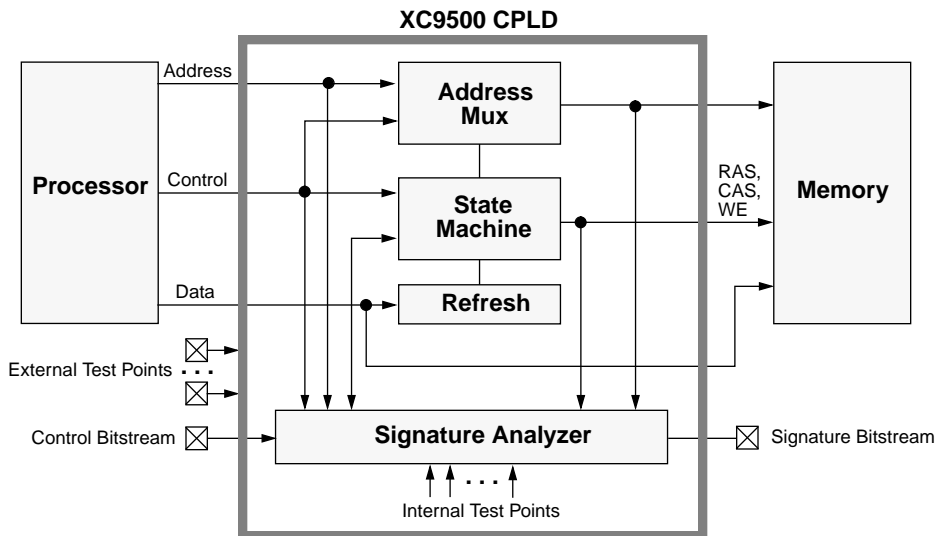 XC9500 CPLD
Address
Address
Mux
Processor
Control
State
Machine
RAS,
CAS,
WE
Memory
Data
Refresh
External Test Points
. . .
Control Bitstream
Signature Analyzer
Signature Bitstream
. . .
Internal Test Points